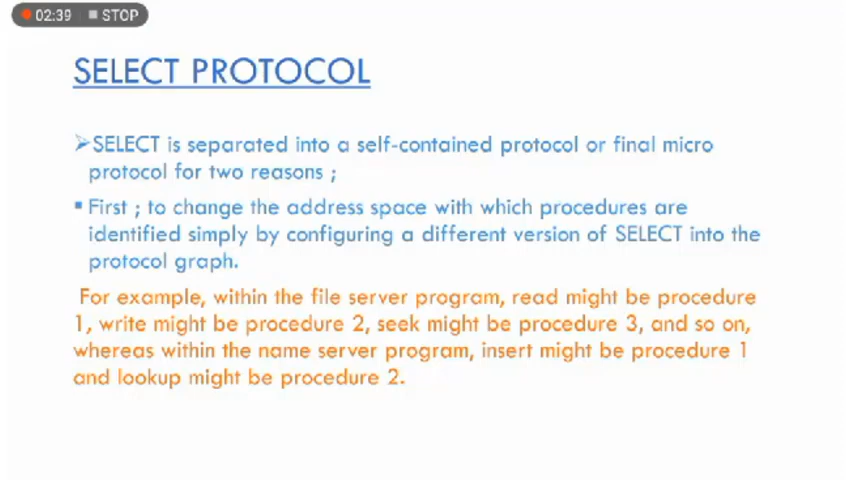 02:39 STOP
SELECT PROTOCOL
➢SELECT is separated into a self-contained protocol or final micro
protocol for two reasons ;
▪ First ; to change the address space with which procedures are
identified simply by configuring a different version of SELECT into the
protocol graph.
For example, within the file server program, read might be procedure
1, write might be procedure 2, seek might be procedure 3, and so on,
whereas within the name server program, insert might be procedure 1
and lookup might be procedure 2.